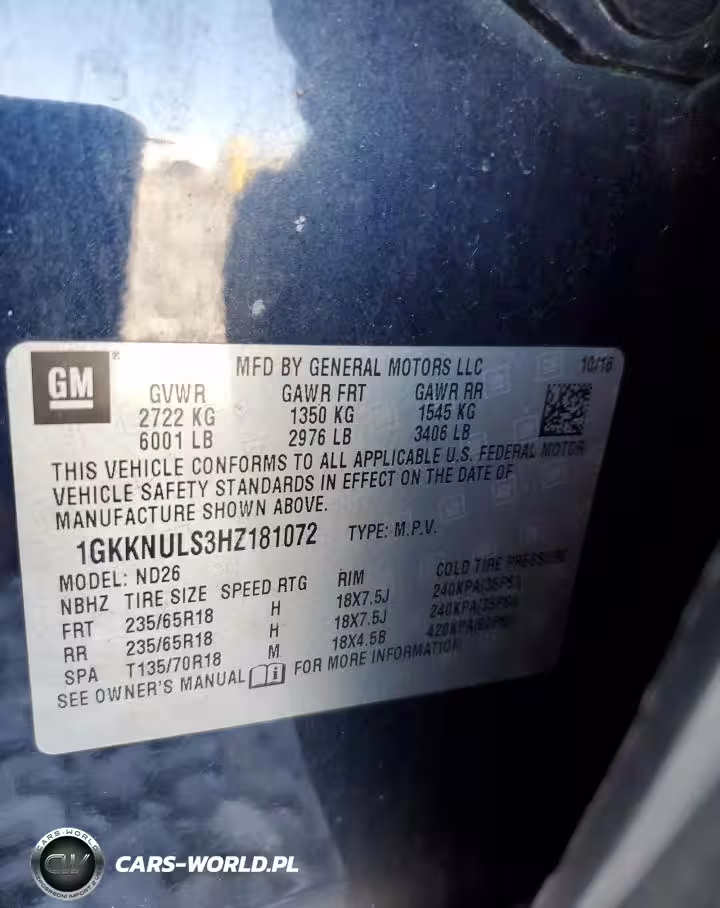 GM ®
MFD BY GENERAL MOTORS LLC 10/16
GVWR GAWR FRT GAWR RR
2722 KG 1350 KG 1545 KG
6001 LB 2976 LB 3406 LB
THIS VEHICLE CONFORMS TO ALL APPLICABLE U.S. FEDERAL MOTOR
VEHICLE SAFETY STANDARDS IN EFFECT ON THE DATE OF
MANUFACTURE SHOWN ABOVE.
1GKKNULS3HZ181072 TYPE: M.P.V.
MODEL: ND26
NBHZ TIRE SIZE SPEED RTG RIM COLD TIRE PRESSURE
FRT 235/65R18 H 18X7.5J 240KPA/35PSI
RR 235/65R18 H 18X7.5J 240KPA/35PSI
SPA T135/70R18 M 18X4.5B 420KPA/60PSI
SEE OWNER'S MANUAL FOR MORE INFORMATION
CARS-WORLD
CARS-WORLD.PL